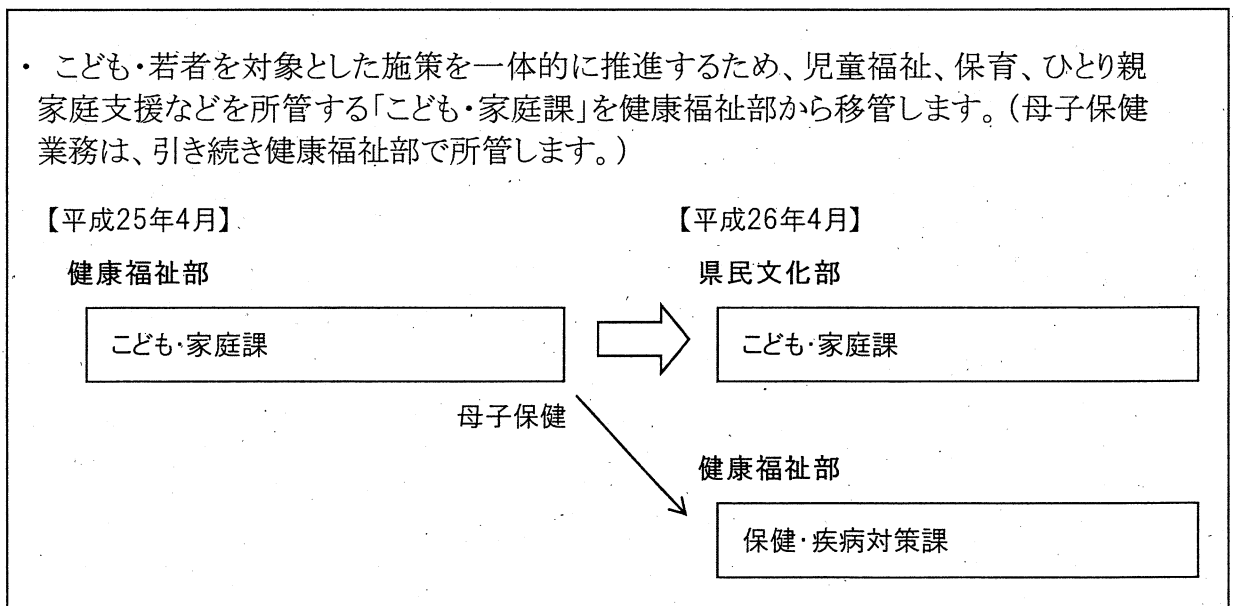 ・ こども・若者を対象とした施策を一体的に推進するため、児童福祉、保育、ひとり親
家庭支援などを所管する「こども・家庭課」を健康福祉部から移管します。(母子保健
業務は、引き続き健康福祉部で所管します。)
【平成25年4月】
【平成26年4月】
健康福祉部
県民文化部
こども・家庭課
こども・家庭課
母子保健
健康福祉部
保健・疾病対策課